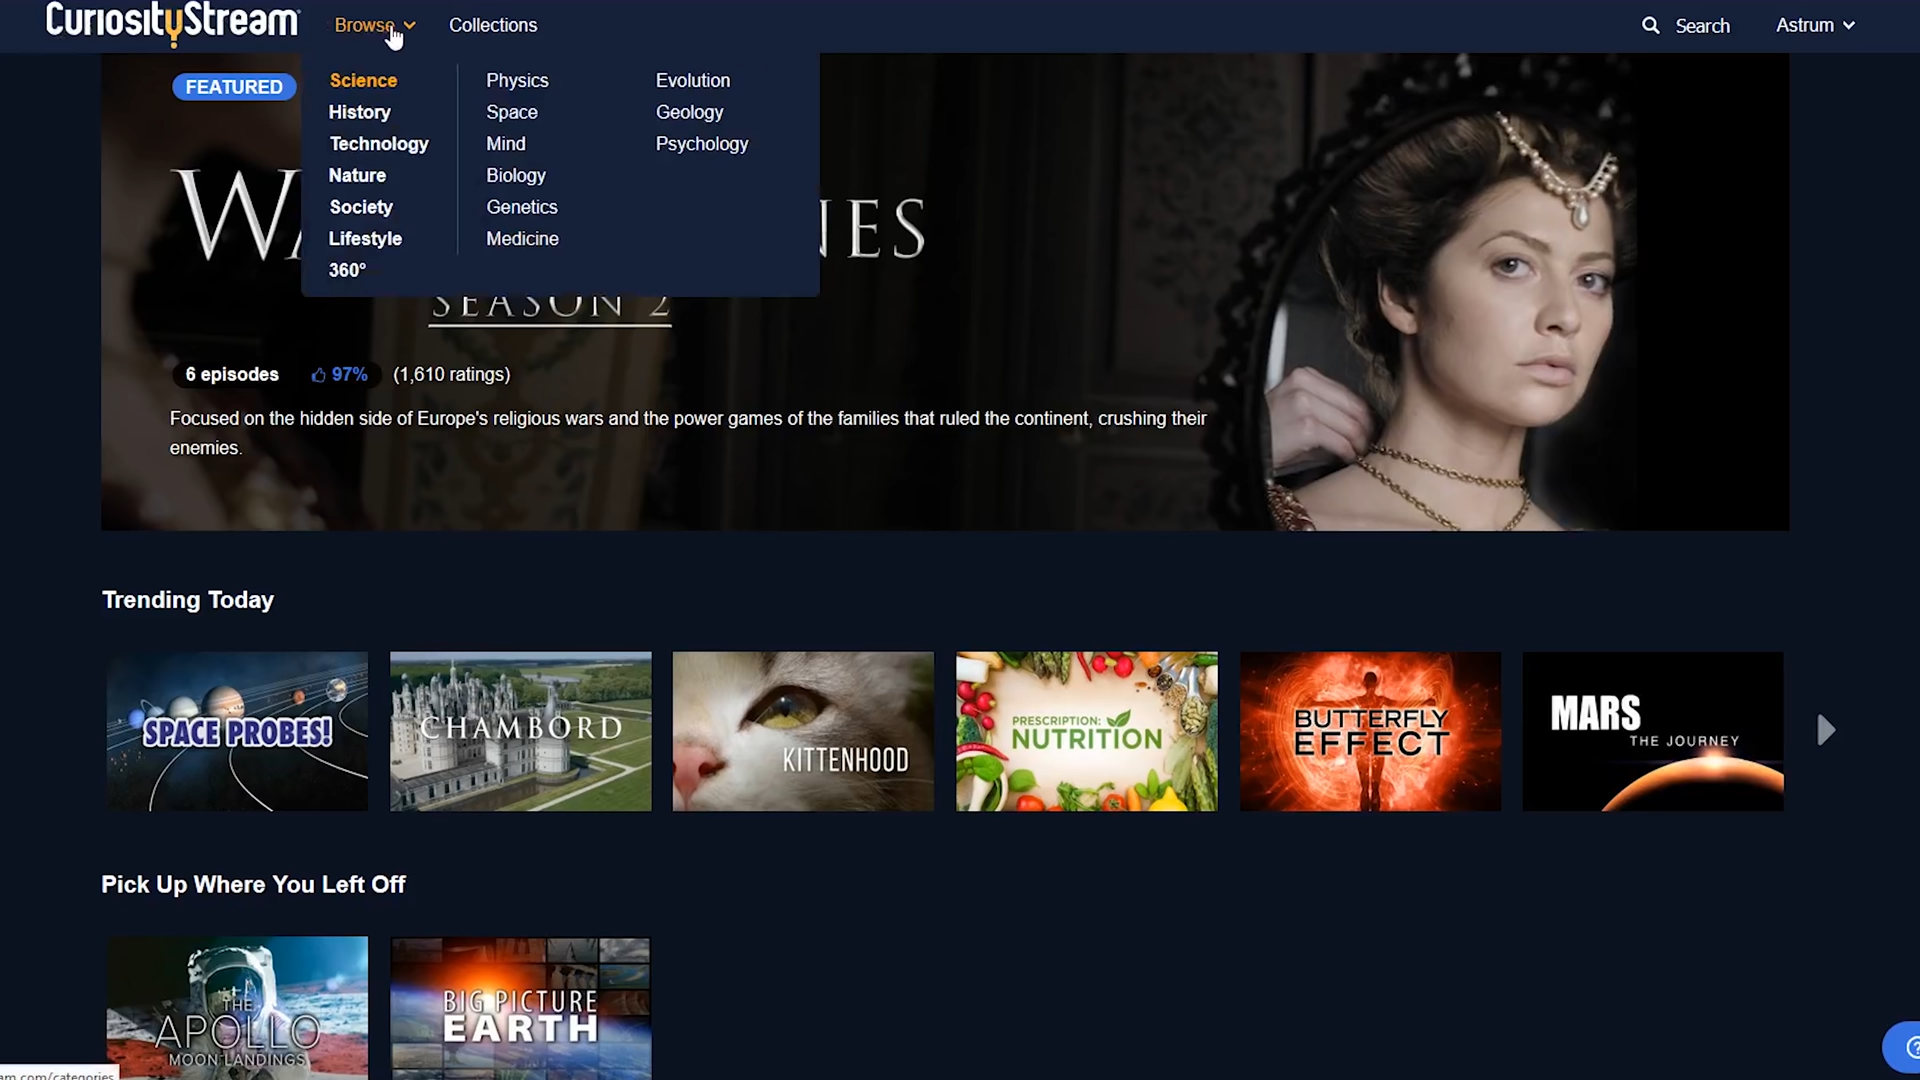 CuriosityStream
Browse
Collections
Search
Astrum
FEATURED
Science
History
Technology
Nature
Society
Lifestyle
360°
Physics
Space
Mind
Biology
Genetics
Medicine
Evolution
Geology
Psychology
SEASON 2
6 episodes 97% (1,610 ratings)
Focused on the hidden side of Europe's religious wars and the power games of the families that ruled the continent, crushing their
enemies.
Trending Today
SPACE PROBES!
CHAMBORD
KITTENHOOD
PRESCRIPTION:
NUTRITION
BUTTERFLY
EFFECT
MARS
THE JOURNEY
Pick Up Where You Left Off
THE
APOLLO
MOON LANDINGS
BIG PICTURE
EARTH
am.com/categories